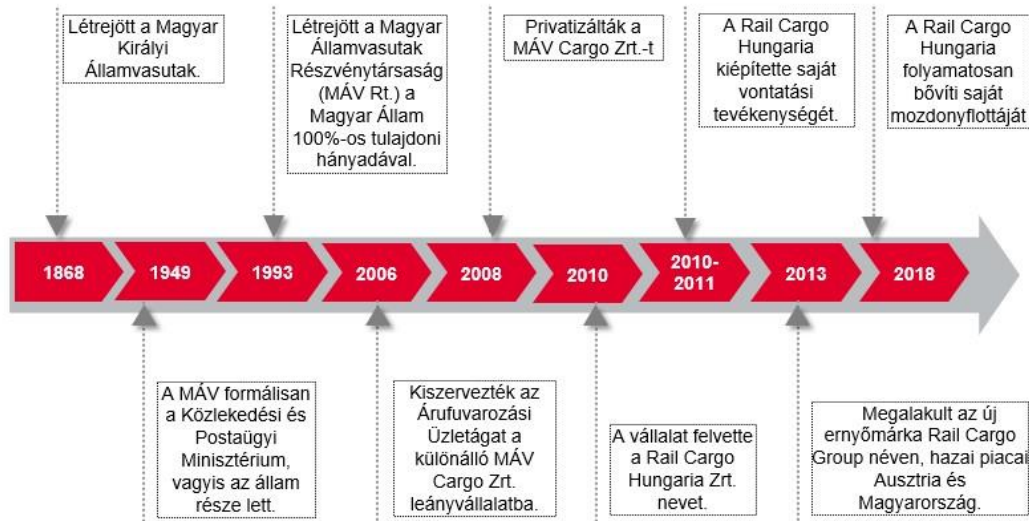 Létrejött a Magyar
Királyi
Államvasutak.
Létrejött a Magyar
Államvasutak
Részvénytársaság
(MÁV Rt.) a
Magyar Állam
100%-os tulajdoni
hányadával.
Privatizálták a
MÁV Cargo Zrt.-t
A Rail Cargo
Hungaria
kiépítette saját
vontatási
tevékenységét.
A Rail Cargo
Hungaria
folyamatosan
bővíti saját
mozdonyflottáját
1868
1949
1993
2006
2008
2010
2010-
2011
2013
2018
A MÁV formálisan
a Közlekedési és
Postaügyi
Minisztérium,
vagyis az állam
része lett.
Kiszervezték az
Árufuvarozási
Üzletágat a
különálló MÁV
Cargo Zrt.
leányvállalatba.
A vállalat felvette
a Rail Cargo
Hungaria Zrt.
nevet.
Megalakult az új
ernyőmárka Rail Cargo
Group néven, hazai piacai
Ausztria és
Magyarország.